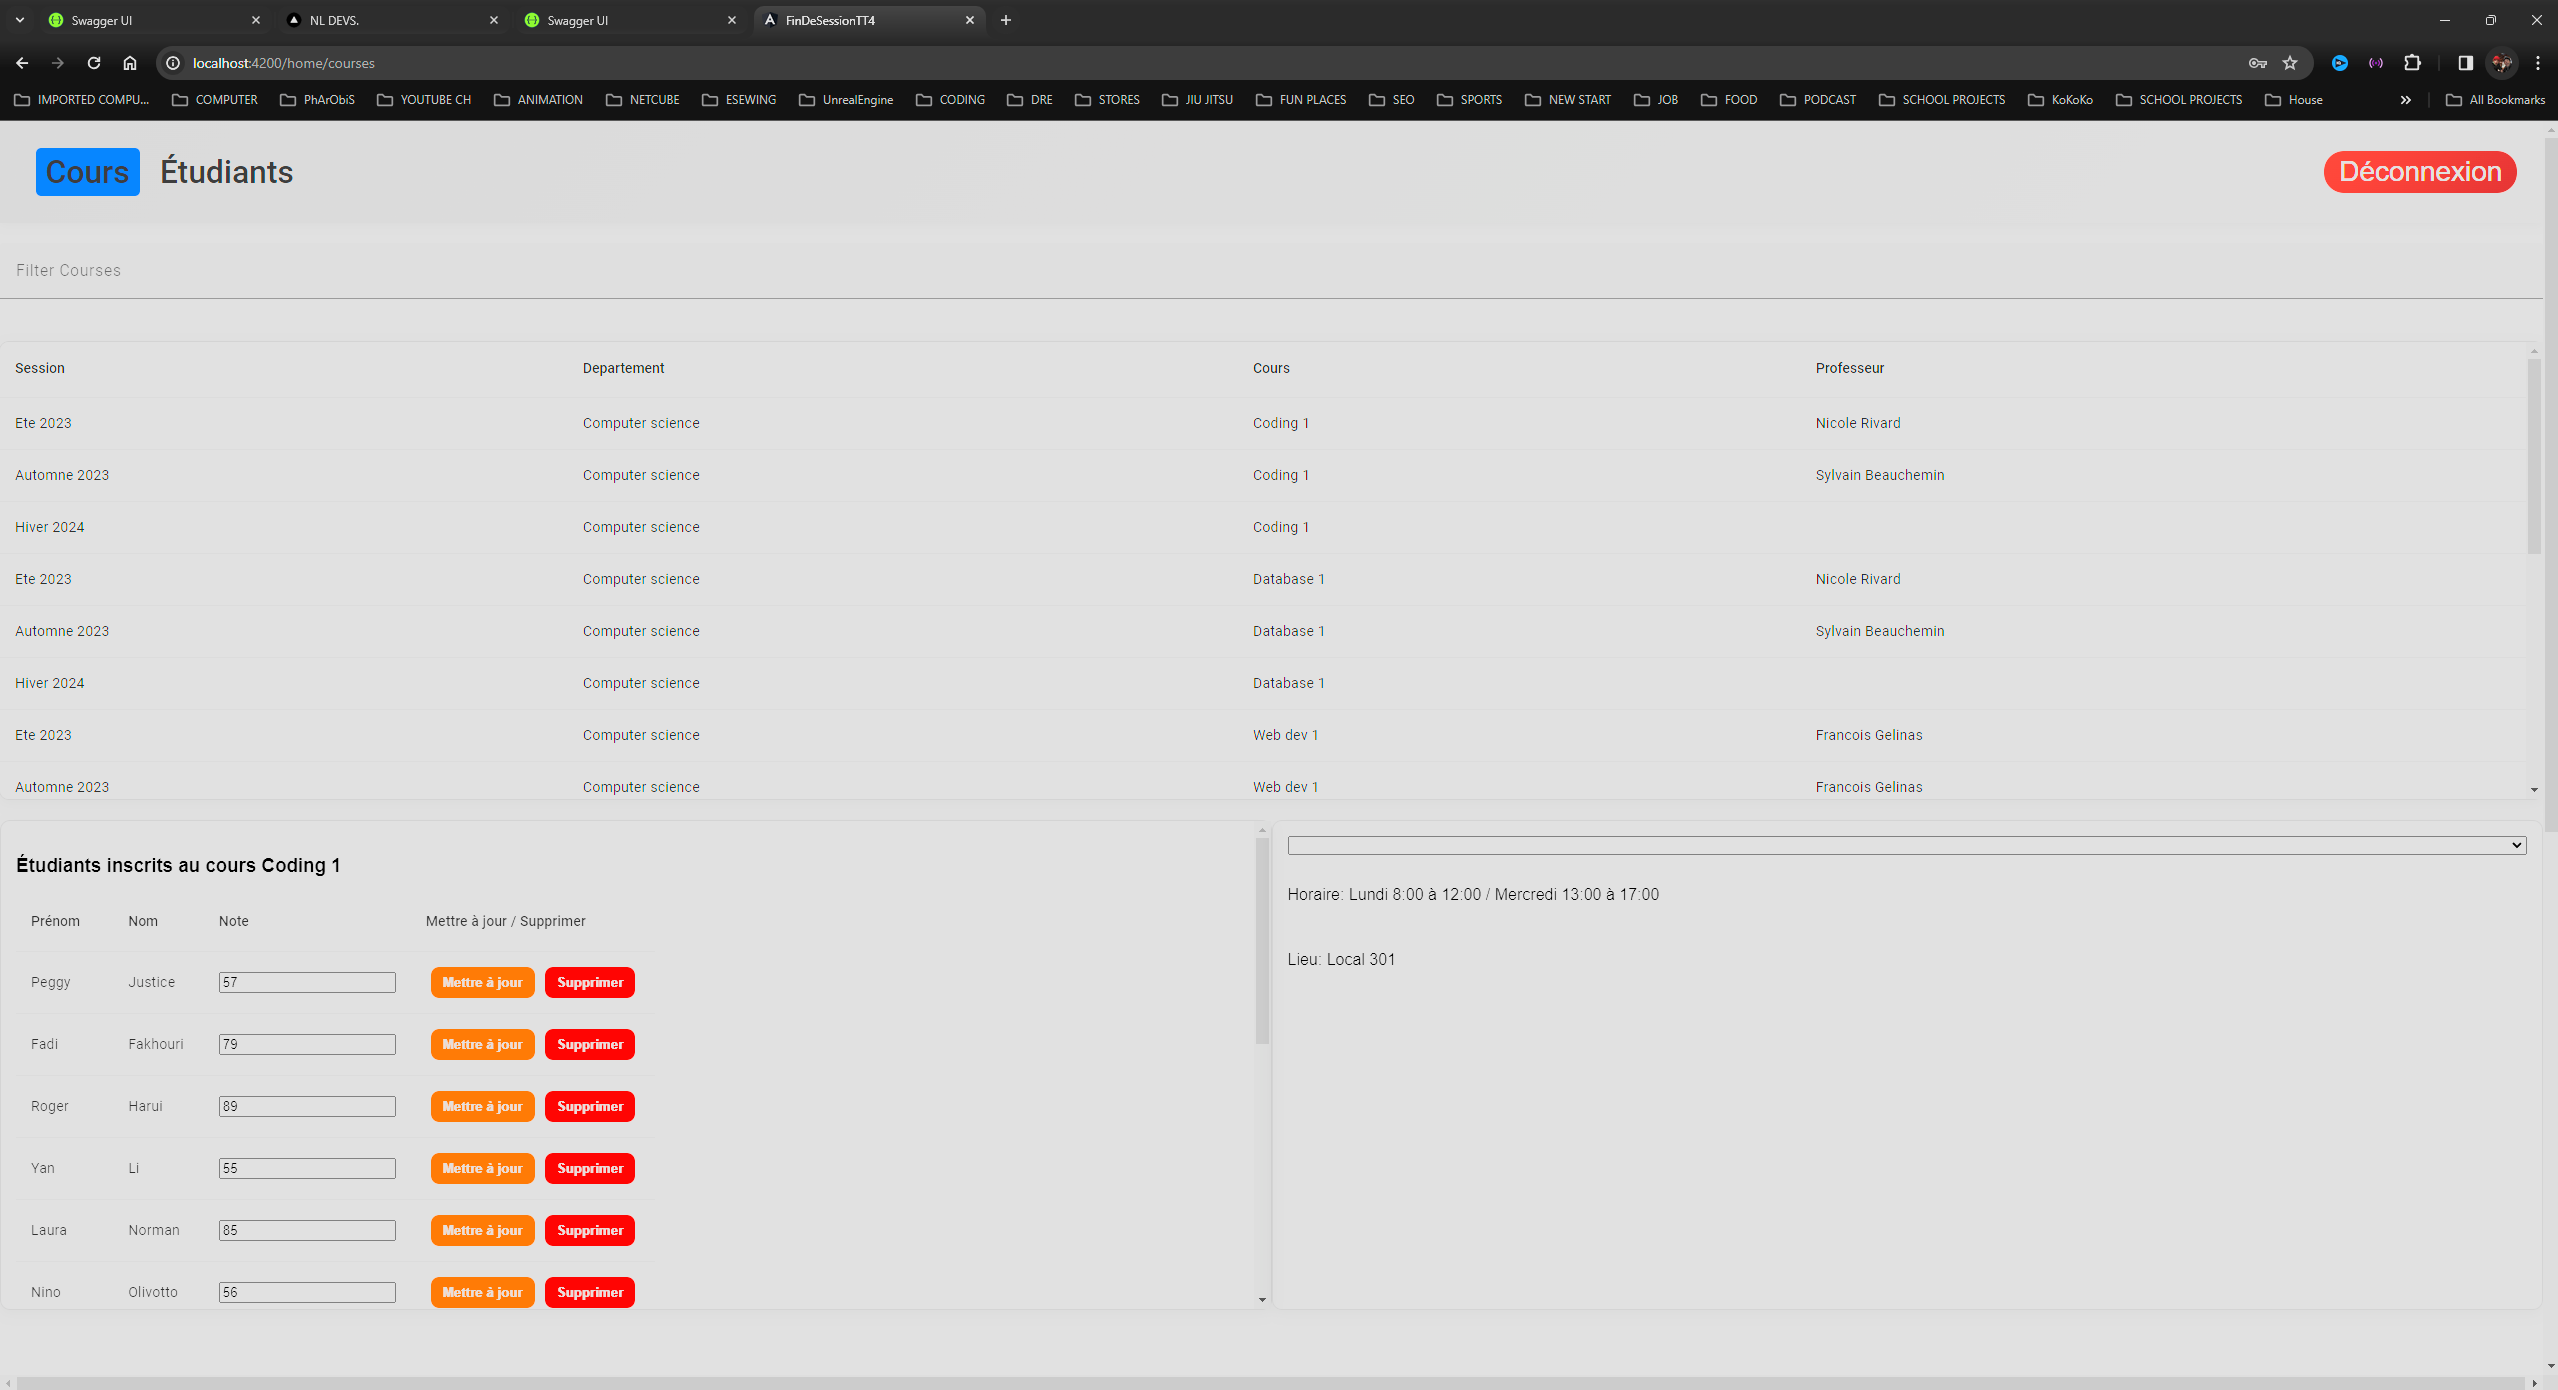 Swagger UI NL DEVS. Swagger UI FinDeSessionTT4
localhost:4200/home/courses
IMPORTED COMPU... COMPUTER PhArObiS YOUTUBE CH ANIMATION NETCUBE ESEWING UnrealEngine CODING DRE STORES JIU JITSU FUN PLACES SEO SPORTS NEW START JOB FOOD PODCAST SCHOOL PROJECTS KoKoKo SCHOOL PROJECTS House All Bookmarks
Cours Étudiants Déconnexion
Filter Courses
Session Departement Cours Professeur
Ete 2023 Computer science Coding 1 Nicole Rivard
Automne 2023 Computer science Coding 1 Sylvain Beauchemin
Hiver 2024 Computer science Coding 1
Ete 2023 Computer science Database 1 Nicole Rivard
Automne 2023 Computer science Database 1 Sylvain Beauchemin
Hiver 2024 Computer science Database 1
Ete 2023 Computer science Web dev 1 Francois Gelinas
Automne 2023 Computer science Web dev 1 Francois Gelinas
Étudiants inscrits au cours Coding 1
Prénom Nom Note Mettre à jour / Supprimer
Peggy Justice 57 Mettre à jour Supprimer
Fadi Fakhouri 79 Mettre à jour Supprimer
Roger Harui 89 Mettre à jour Supprimer
Yan Li 55 Mettre à jour Supprimer
Laura Norman 85 Mettre à jour Supprimer
Nino Olivotto 56 Mettre à jour Supprimer
Horaire: Lundi 8:00 à 12:00 / Mercredi 13:00 à 17:00
Lieu: Local 301